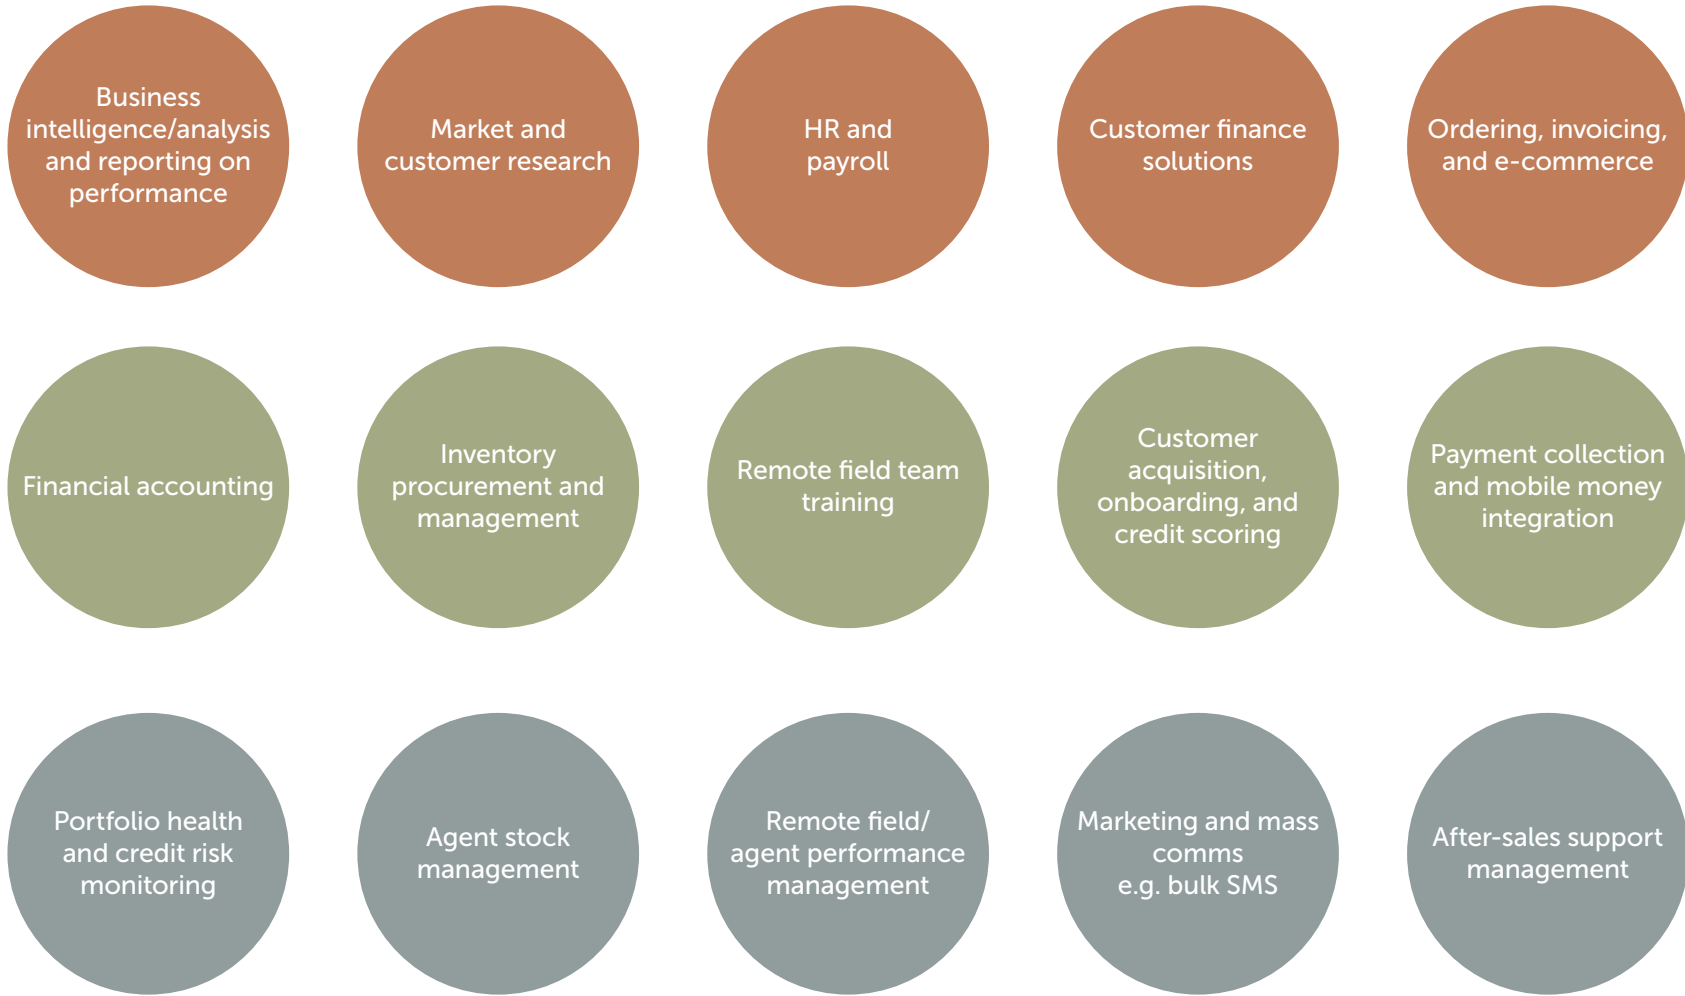 Business
intelligence/analysis
and reporting on
performance
Market and
customer research
HR and
payroll
Customer finance
solutions
Ordering, invoicing,
and e-commerce
Financial accounting
Inventory
procurement and
management
Remote field team
training
Customer
acquisition,
onboarding, and
credit scoring
Payment collection
and mobile money
integration
Portfolio health
and credit risk
monitoring
Agent stock
management
Remote field/
agent performance
management
Marketing and mass
comms
e.g. bulk SMS
After-sales support
management